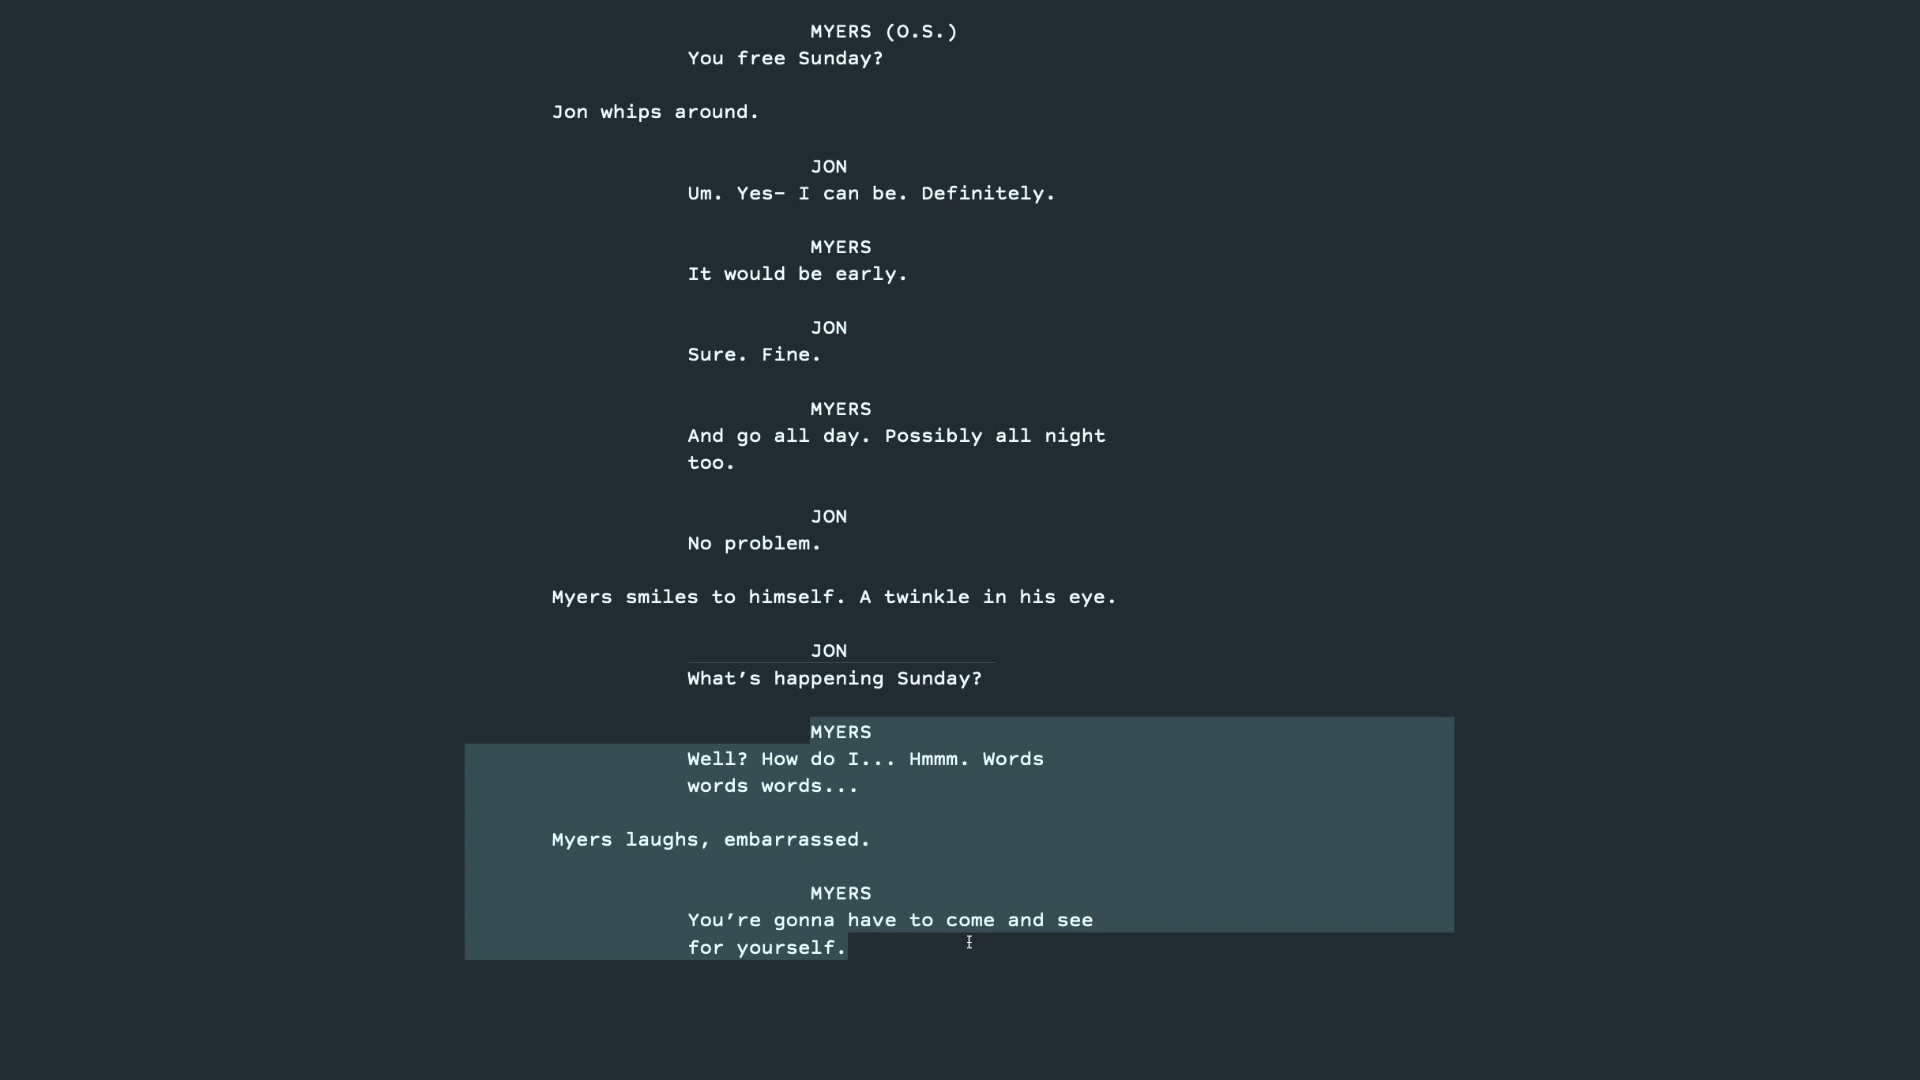 MYERS (O.S.)
You free Sunday?
Jon whips around.
JON
Um. Yes– I can be. Definitely.
MYERS
It would be early.
JON
Sure. Fine.
MYERS
And go all day. Possibly all night
too.
JON
No problem.
Myers smiles to himself. A twinkle in his eye.
JON
What’s happening Sunday?
MYERS
Well? How do I... Hmmm. Words
words words...
Myers laughs, embarrassed.
MYERS
You’re gonna have to come and see
for yourself.